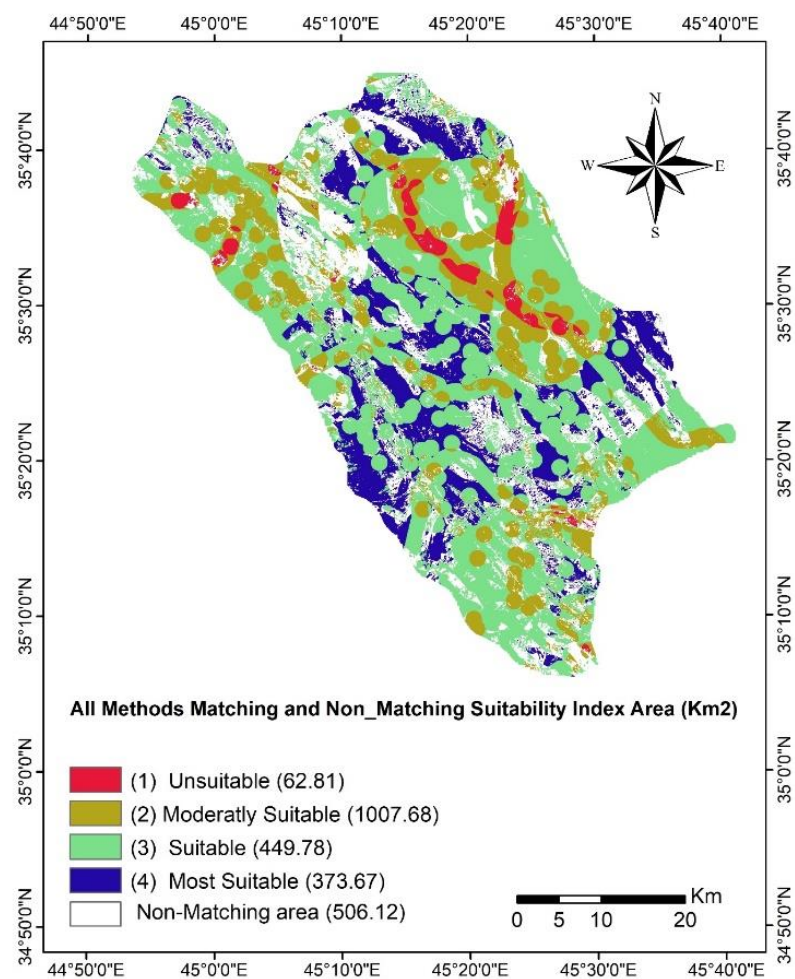 44°50'0"E 45°0'0"E 45°10'0"E 45°20'0"E 45°30'0"E 45°40'0"E
N
W E
S
35°40'0"N 35°40'0"N
35°30'0"N 35°30'0"N
35°20'0"N 35°20'0"N
35°10'0"N 35°10'0"N
35°0'0"N 35°0'0"N
34°50'0"N 34°50'0"N
All Methods Matching and Non_Matching Suitability Index Area (Km2)
(1) Unsuitable (62.81)
(2) Moderatly Suitable (1007.68)
(3) Suitable (449.78)
(4) Most Suitable (373.67)
Non-Matching area (506.12)
Km
0 5 10 20
44°50'0"E 45°0'0"E 45°10'0"E 45°20'0"E 45°30'0"E 45°40'0"E